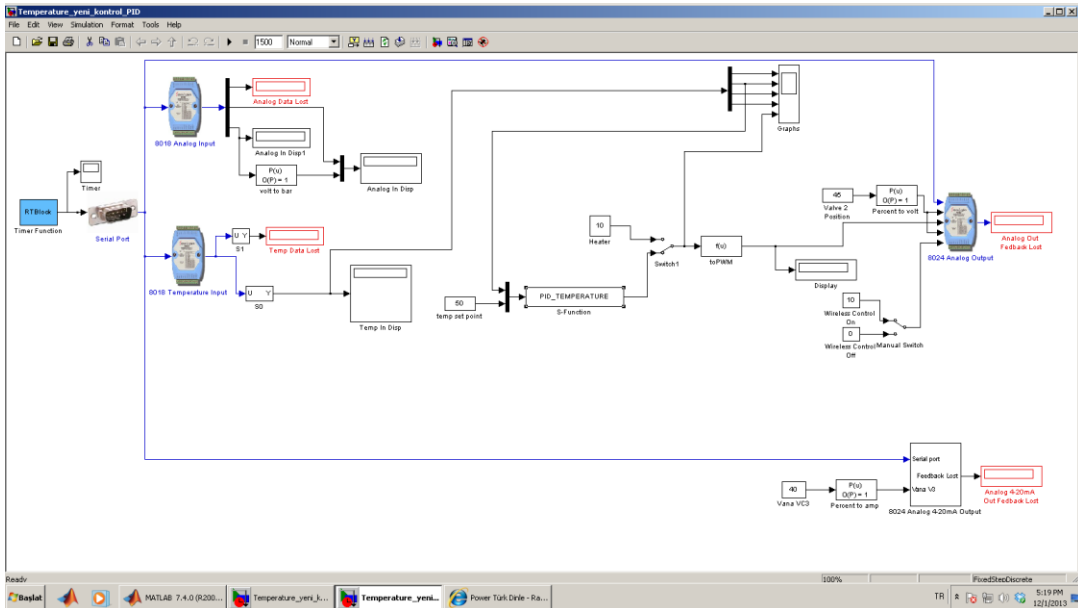 Temperature_yeni_kontrol_PID
File Edit View Simulation Format Tools Help
1500
Normal
Analog Data Lost
8018 Analog Input
Analog In Disp1
P(u)
O(P) = 1
volt to bar
Analog In Disp
Graphs
Timer
RTBlock
Timer Function
Serial Port
U Y
S1
Temp Data Lost
8018 Temperature Input
U Y
S0
Temp In Disp
10
Heater
Switch1
f(u)
toPWM
Display
50
temp set point
PID_TEMPERATURE
S-Function
46
Valve 2
Position
P(u)
O(P) = 1
Percent to volt
8024 Analog Output
Analog Out
Fedback Lost
10
Wireless Control
On
0
Wireless Control
Off
Manual Switch
Serial port
Feedback Lost
Vana V3
8024 Analog 4-20mA Output
Analog 4-20mA
Out Fedback Lost
40
Vana VC3
P(u)
O(P) = 1
Percent to amp
Ready
100%
FixedStepDiscrete
Başlat
MATLAB 7.4.0 (R200...
Temperature_yeni_k...
Temperature_yeni...
Power Türk Dinle - Ra...
TR
5:19 PM
12/1/2013